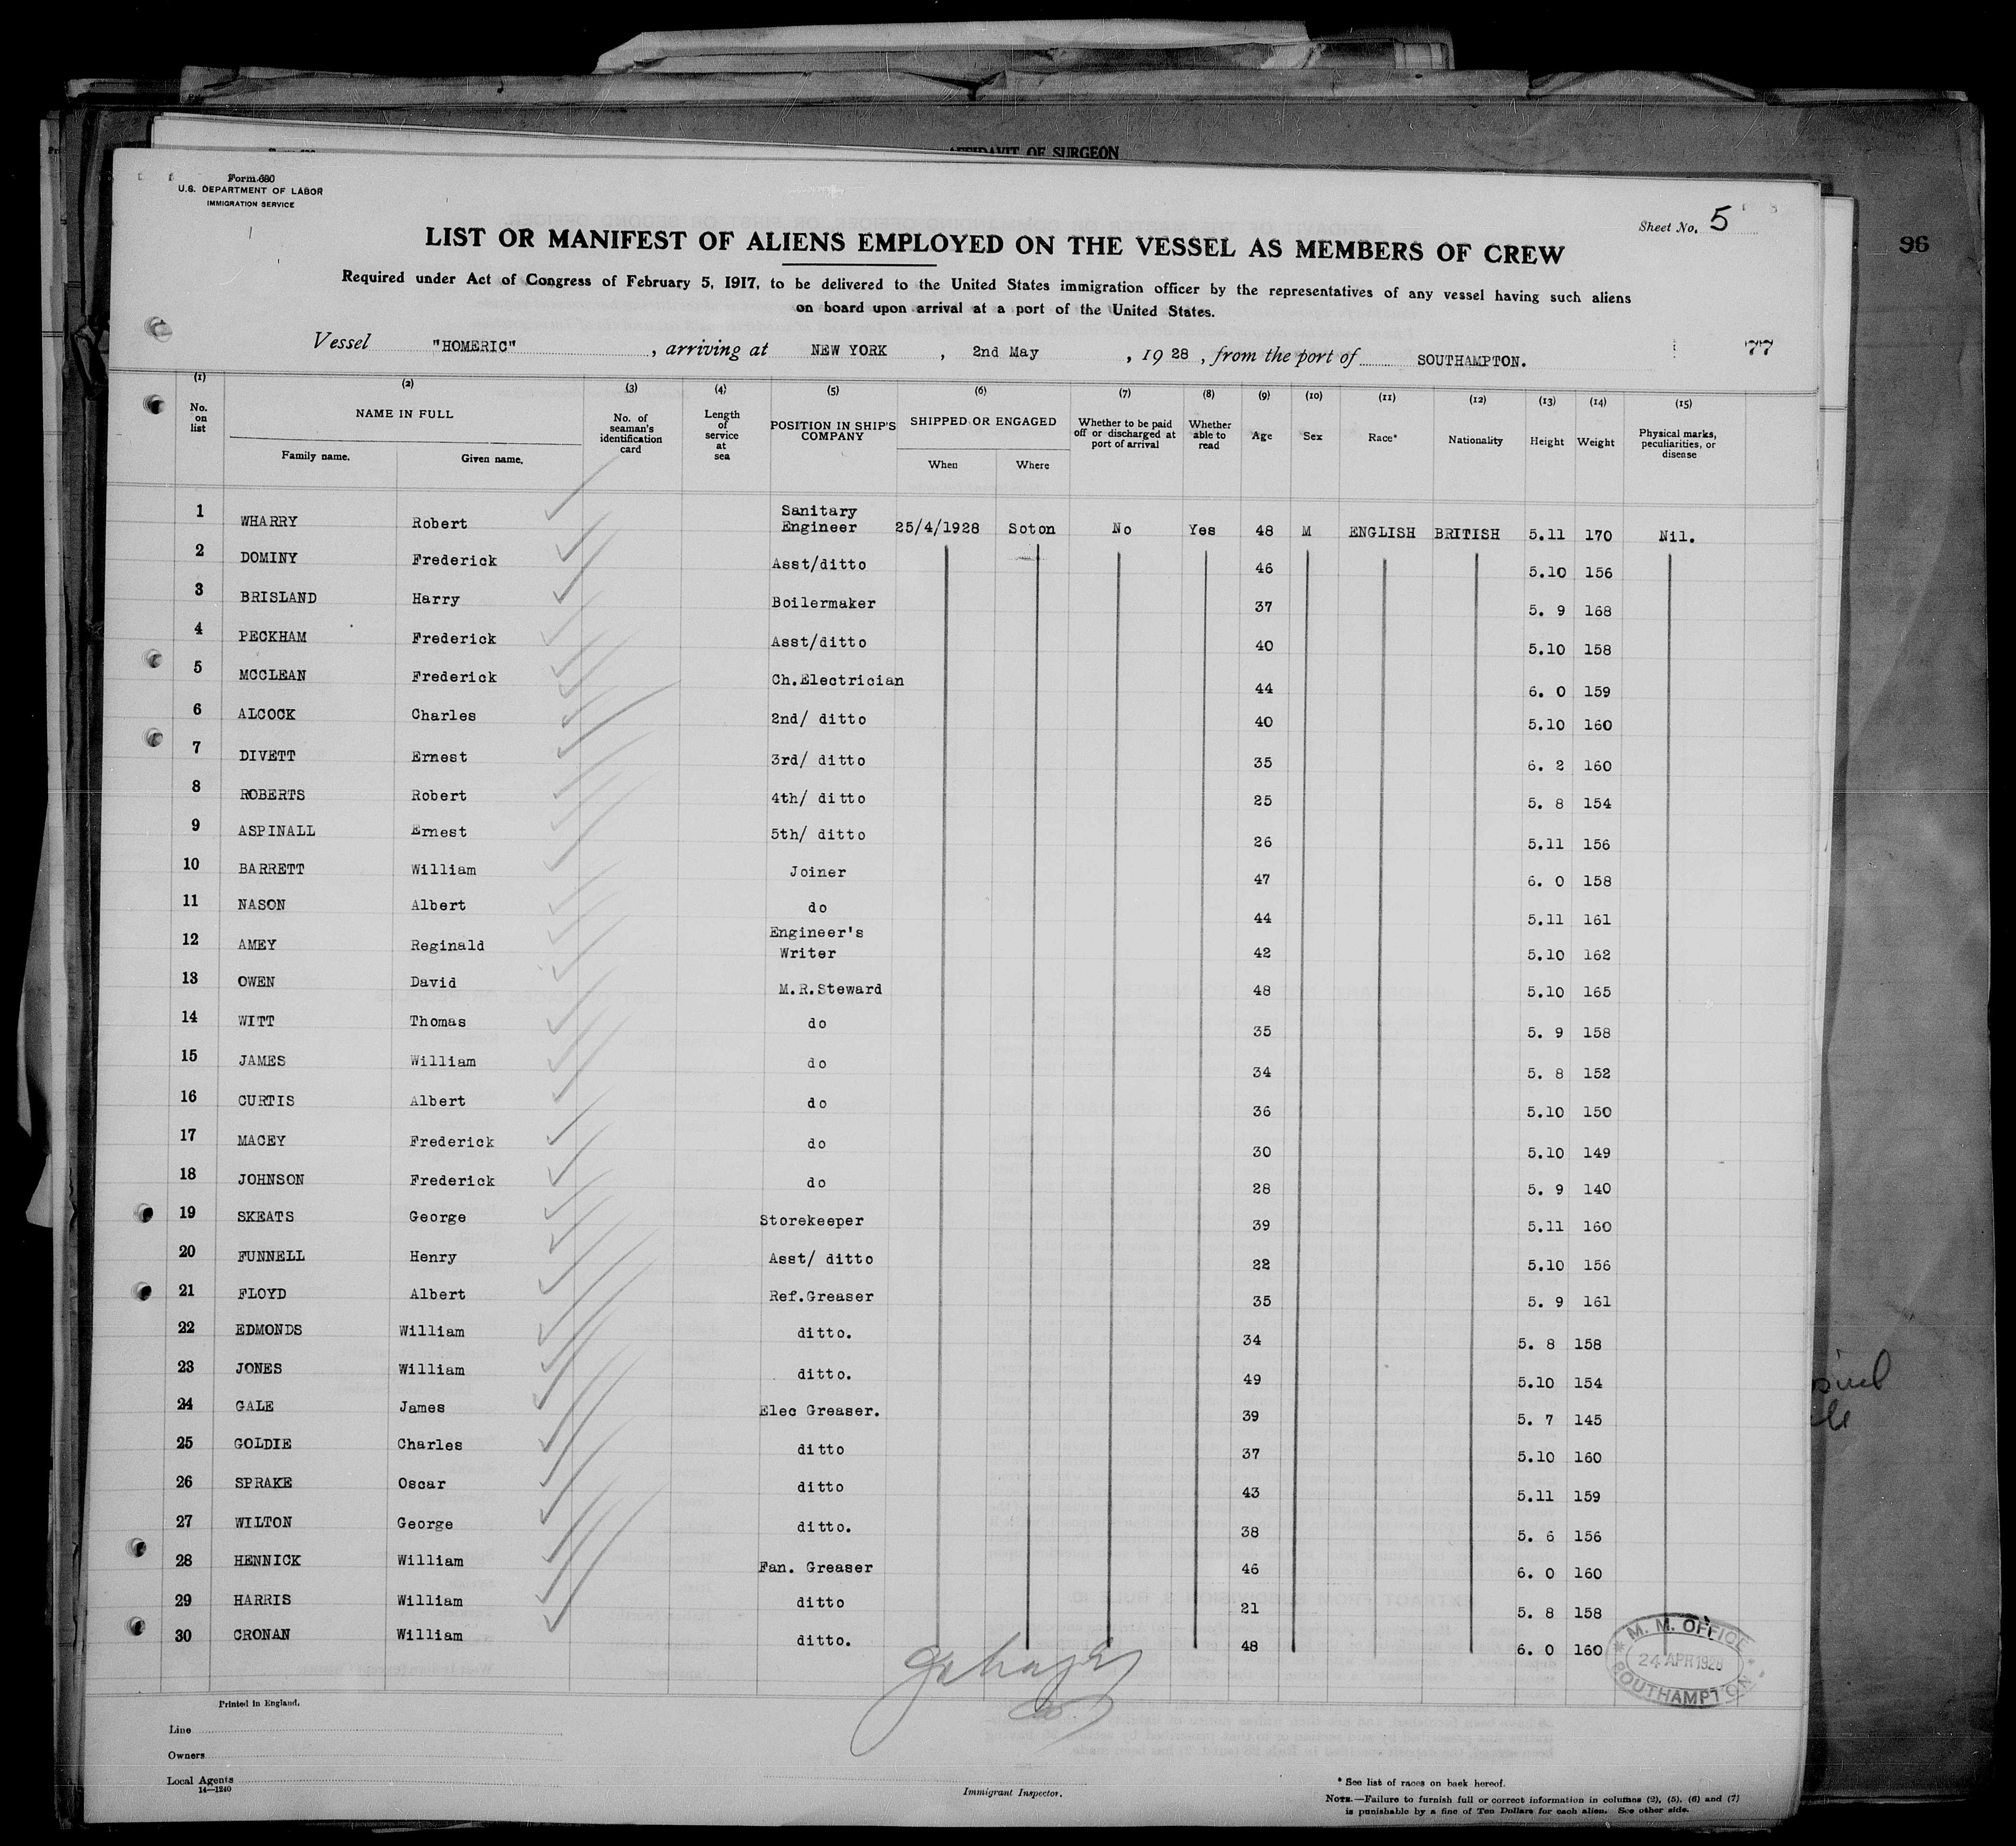 AFFIDAVIT OF SURGEON
96
Form 680
U.S. DEPARTMENT OF LABOR
IMMIGRATION SERVICE
Sheet No. 5
LIST OR MANIFEST OF ALIENS EMPLOYED ON THE VESSEL AS MEMBERS OF CREW
Required under Act of Congress of February 5, 1917, to be delivered to the United States immigration officer by the representatives of any vessel having such aliens
on board upon arrival at a port of the United States.
Vessel "HOMERIC", arriving at NEW YORK, 2nd May, 1928, from the port of SOUTHAMPTON. 77
(1) (2) (3) (4) (5) (6) (7) (8) (9) (10) (11) (12) (13) (14) (15)
No. on list NAME IN FULL Family name. Given name. No. of seaman's identification card Length of service at sea POSITION IN SHIP'S COMPANY SHIPPED OR ENGAGED When Where Whether to be paid off or discharged at port of arrival Whether able to read Age Sex Race* Nationality Height Weight Physical marks, peculiarities, or disease
1 WHARRY Robert Sanitary Engineer 25/4/1928 Soton No Yes 48 M ENGLISH BRITISH 5.11 170 Nil.
2 DOMINY Frederick Asst/ditto 46 5.10 156
3 BRISLAND Harry Boilermaker 37 5. 9 168
4 PECKHAM Frederick Asst/ditto 40 5.10 158
5 MCCLEAN Frederick Ch.Electrician 44 6. 0 159
6 ALCOCK Charles 2nd/ ditto 40 5.10 160
7 DIVETT Ernest 3rd/ ditto 35 6. 2 160
8 ROBERTS Robert 4th/ ditto 25 5. 8 154
9 ASPINALL Ernest 5th/ ditto 26 5.11 156
10 BARRETT William Joiner 47 6. 0 158
11 NASON Albert do 44 5.11 161
12 AMEY Reginald Engineer's Writer 42 5.10 162
13 OWEN David M.R.Steward 48 5.10 165
14 WITT Thomas do 35 5. 9 158
15 JAMES William do 34 5. 8 152
16 CURTIS Albert do 36 5.10 150
17 MACEY Frederick do 30 5.10 149
18 JOHNSON Frederick do 28 5. 9 140
19 SKEATS George Storekeeper 39 5.11 160
20 FUNNELL Henry Asst/ ditto 22 5.10 156
21 FLOYD Albert Ref.Greaser 35 5. 9 161
22 EDMONDS William ditto. 34 5. 8 158
23 JONES William ditto. 49 5.10 154
24 GALE James Elec Greaser. 39 5. 7 145
25 GOLDIE Charles ditto 37 5.10 160
26 SPRAKE Oscar ditto 43 5.11 159
27 WILTON George ditto. 38 5. 6 156
28 HENNICK William Fan. Greaser 46 6. 0 160
29 HARRIS William ditto 21 5. 8 158
30 CRONAN William ditto. 48 6. 0 160
M. M. OFFICE
24 APR 1928
SOUTHAMPTON
Printed in England.
Line
Owners
Local Agents
14—1240
Immigrant Inspector.
* See list of races on back hereof.
NOTE.—Failure to furnish full or correct information in columns (2), (5), (6) and (7)
is punishable by a fine of Ten Dollars for each alien. See other side.